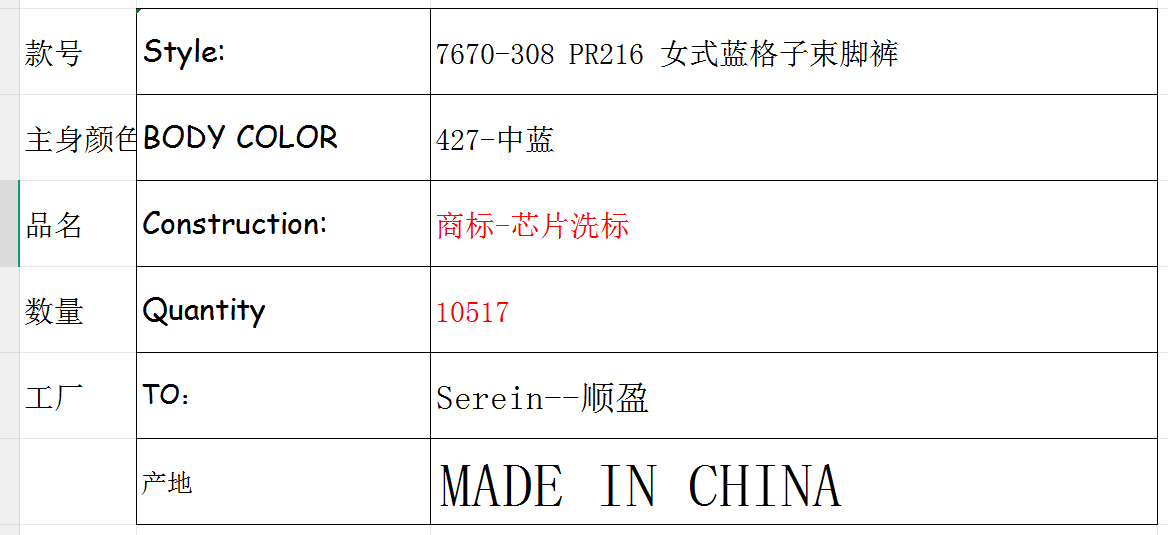 款号 Style: 7670-308 PR216 女式蓝格子束脚裤
主身颜色 BODY COLOR 427-中蓝
品名 Construction: 商标-芯片洗标
数量 Quantity 10517
工厂 TO: Serein--顺盈
产地 MADE IN CHINA